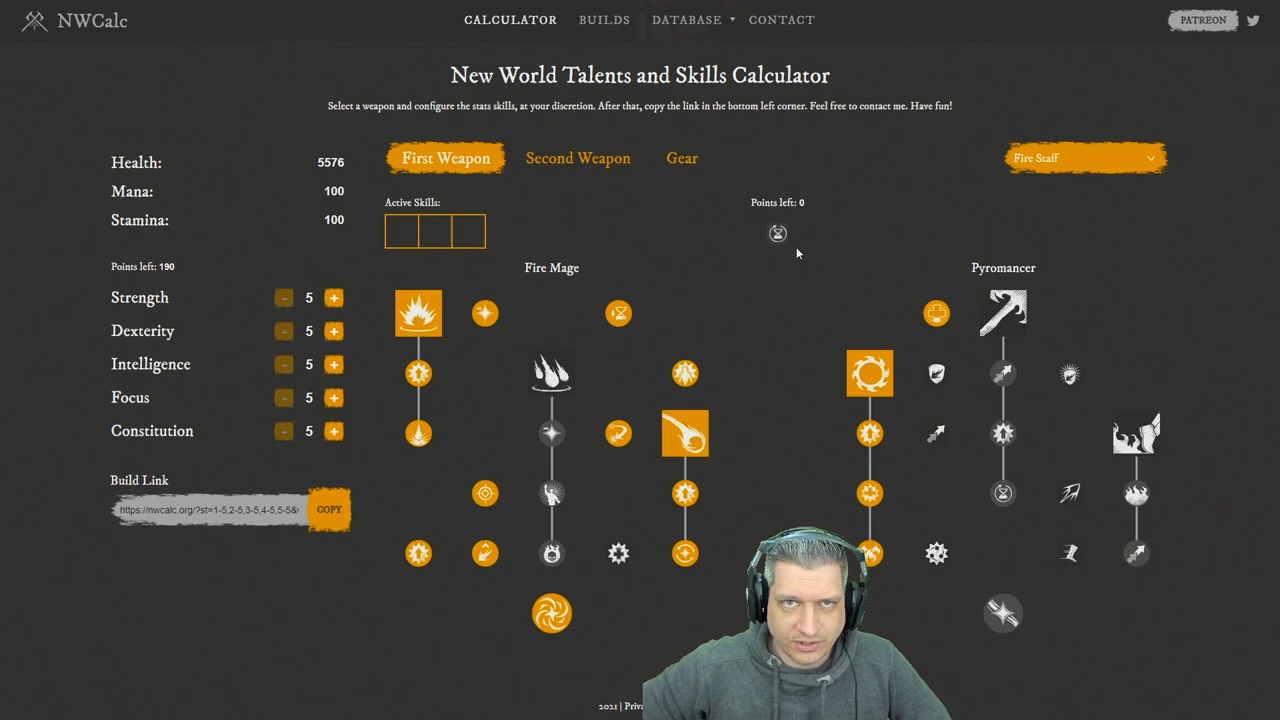 NWCalc
CALCULATOR BUILDS DATABASE CONTACT
PATREON
New World Talents and Skills Calculator
Select a weapon and configure the stats skills, at your discretion. After that, copy the link in the bottom left corner. Feel free to contact me. Have fun!
Health: 5576
Mana: 100
Stamina: 100
Points left: 190
Strength - 5 +
Dexterity - 5 +
Intelligence - 5 +
Focus - 5 +
Constitution - 5 +
Build Link
https://nwcalc.org/?st=1-5,2-5,3-5,4-5,5-5& COPY
First Weapon Second Weapon Gear
Fire Staff
Active Skills:
Points left: 0
Fire Mage
Pyromancer
2021 | Priva